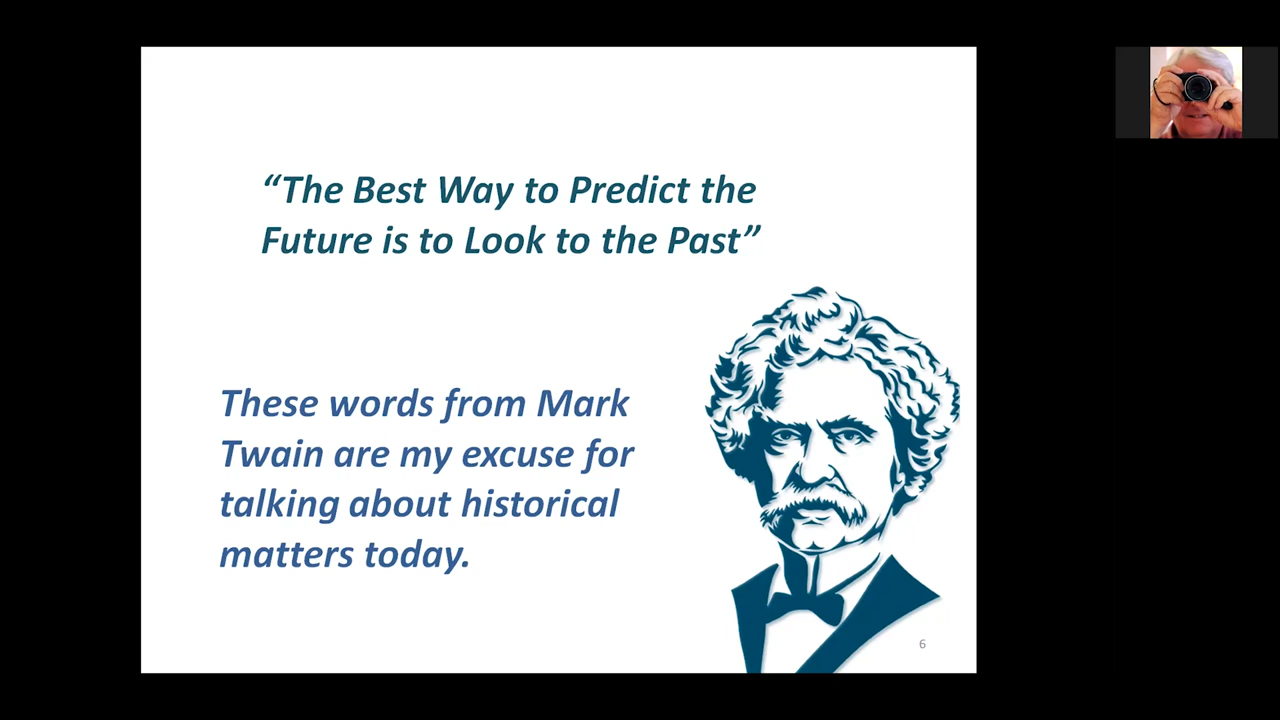 “The Best Way to Predict the
Future is to Look to the Past”
These words from Mark
Twain are my excuse for
talking about historical
matters today.
6